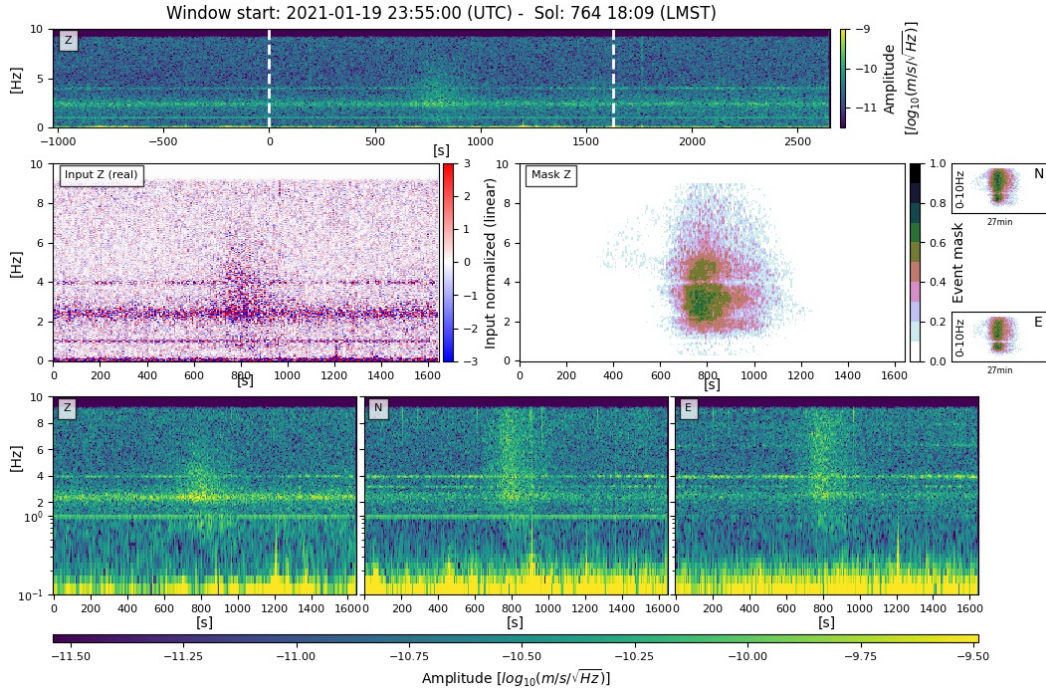 Window start: 2021-01-19 23:55:00 (UTC) -  Sol: 764 18:09 (LMST)
10
5
0
[Hz]
Z
−1000
−500
0
500
1000
1500
2000
2500
[s]
−9
−10
−11
Amplitude
[log10(m/s/√Hz)]
10
8
6
4
2
0
[Hz]
Input Z (real)
0 200 400 600 800 1000 1200 1400 1600
[s]
3
2
1
0
−1
−2
−3
Input normalized (linear)
10
8
6
4
2
0
Mask Z
0 200 400 600 800 1000 1200 1400 1600
[s]
1.0
0.8
0.6
0.4
0.2
0.0
Event mask
0-10Hz
N
27min
0-10Hz
E
27min
10
8
6
4
2
10⁰
10⁻¹
[Hz]
Z
0 200 400 600 800 1000 1200 1400 1600
[s]
N
0 200 400 600 800 1000 1200 1400 1600
[s]
E
0 200 400 600 800 1000 1200 1400 1600
[s]
−11.50 −11.25 −11.00 −10.75 −10.50 −10.25 −10.00 −9.75 −9.50
Amplitude [log10(m/s/√Hz)]